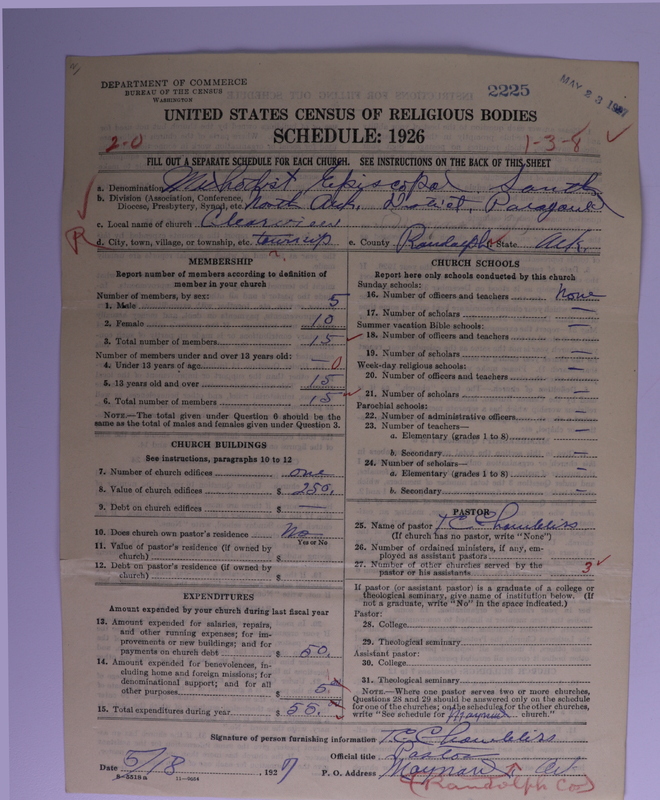 DEPARTMENT OF COMMERCE
BUREAU OF THE CENSUS
WASHINGTON
2225
MAY 23 1927
UNITED STATES CENSUS OF RELIGIOUS BODIES
SCHEDULE: 1926
2-0
1-3-8
FILL OUT A SEPARATE SCHEDULE FOR EACH CHURCH. SEE INSTRUCTIONS ON THE BACK OF THIS SHEET
a. Denomination Methodist Episcopal South
b. Division (Association, Conference, Diocese, Presbytery, Synod, etc. North Ark. District, Paragould
c. Local name of church Clearview
R d. City, town, village, or township, etc. township e. County Randolph f. State Ark.
?
MEMBERSHIP
Report number of members according to definition of
member in your church
Number of members, by sex:
1. Male 5
2. Female 10
3. Total number of members 15
Number of members under and over 13 years old:
4. Under 13 years of age — 0
5. 13 years old and over 15
6. Total number of members 15
NOTE.—The total given under Question 6 should be the
same as the total of males and females given under Question 3.
CHURCH BUILDINGS
See instructions, paragraphs 10 to 12
7. Number of church edifices one
8. Value of church edifices $ 250.
9. Debt on church edifices $ —
10. Does church own pastor's residence No
Yes or No
11. Value of pastor's residence (if owned by
church) $
12. Debt on pastor's residence (if owned by
church) $
EXPENDITURES
Amount expended by your church during last fiscal year
13. Amount expended for salaries, repairs,
and other running expenses; for im-
provements or new buildings; and for
payments on church debt $ 50.
14. Amount expended for benevolences, in-
cluding home and foreign missions; for
denominational support; and for all
other purposes $ 5.
15. Total expenditures during year $ 55.
CHURCH SCHOOLS
Report here only schools conducted by this church
Sunday schools:
16. Number of officers and teachers None
17. Number of scholars —
Summer vacation Bible schools: —
18. Number of officers and teachers
19. Number of scholars —
Week-day religious schools: —
20. Number of officers and teachers
21. Number of scholars —
Parochial schools:
22. Number of administrative officers —
23. Number of teachers—
a. Elementary (grades 1 to 8) —
b. Secondary —
24. Number of scholars—
a. Elementary (grades 1 to 8) —
b. Secondary —
PASTOR
25. Name of pastor T. C. Chambliss
(If church has no pastor, write "None")
26. Number of ordained ministers, if any, em-
ployed as assistant pastors
27. Number of other churches served by the
pastor or his assistants 3
If pastor (or assistant pastor) is a graduate of a college or
theological seminary, give name of institution below. (If
not a graduate, write "No" in the space indicated.)
Pastor:
28. College
29. Theological seminary
Assistant pastor:
30. College
31. Theological seminary
NOTE.—Where one pastor serves two or more churches,
Questions 28 and 29 should be answered only on the schedule
for one of the churches; on the schedules for the other churches,
write "See schedule for Maynard church."
Signature of person furnishing information T. C. Chambliss
Official title Pastor
Date 5/18, 1927
P. O. Address Maynard Ark
8-5518a 11-9604
(Randolph Co)